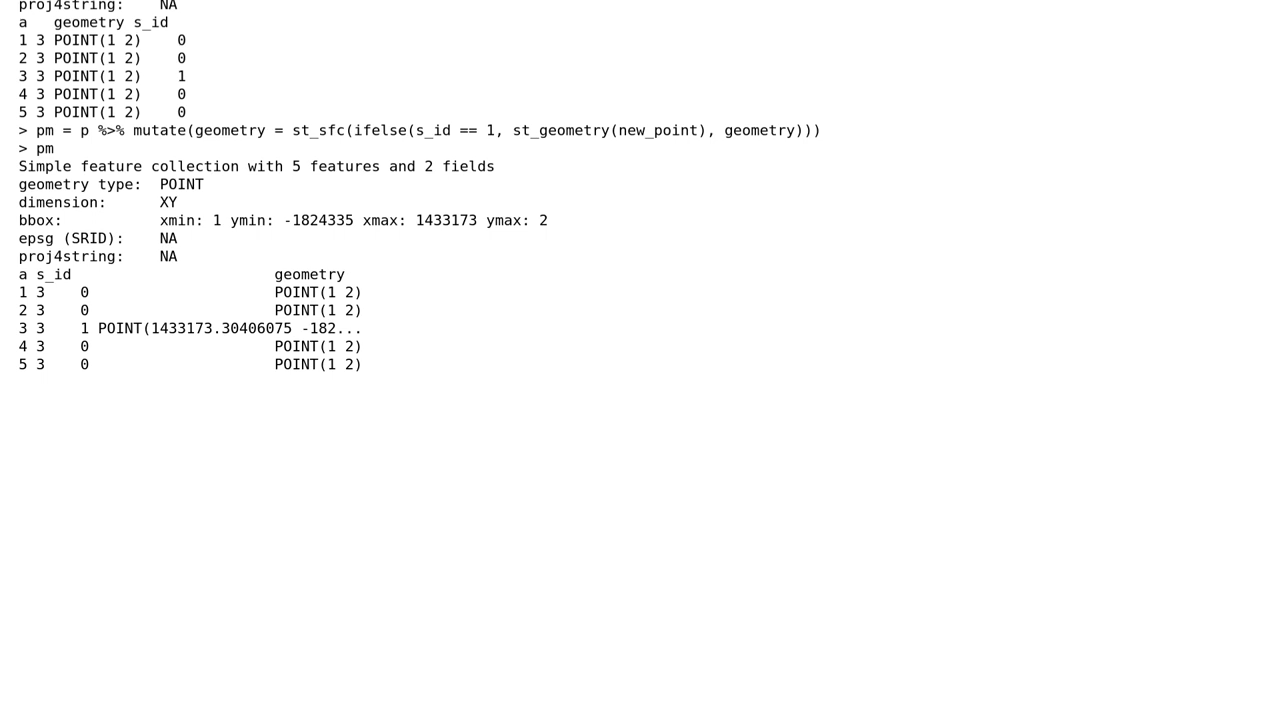 proj4string:    NA
a   geometry s_id
1 3 POINT(1 2)    0
2 3 POINT(1 2)    0
3 3 POINT(1 2)    1
4 3 POINT(1 2)    0
5 3 POINT(1 2)    0
> pm = p %>% mutate(geometry = st_sfc(ifelse(s_id == 1, st_geometry(new_point), geometry)))
> pm
Simple feature collection with 5 features and 2 fields
geometry type:  POINT
dimension:      XY
bbox:           xmin: 1 ymin: -1824335 xmax: 1433173 ymax: 2
epsg (SRID):    NA
proj4string:    NA
a s_id                       geometry
1 3    0                     POINT(1 2)
2 3    0                     POINT(1 2)
3 3    1 POINT(1433173.30406075 -182...
4 3    0                     POINT(1 2)
5 3    0                     POINT(1 2)